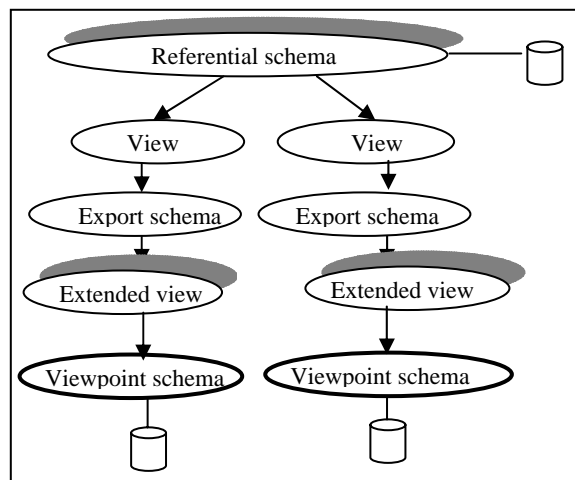 Referential schema
View
View
Export schema
Export schema
Extended view
Extended view
Viewpoint schema
Viewpoint schema